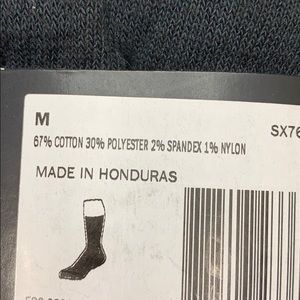 M
SX76
67% COTTON 30% POLYESTER 2% SPANDEX 1% NYLON
MADE IN HONDURAS